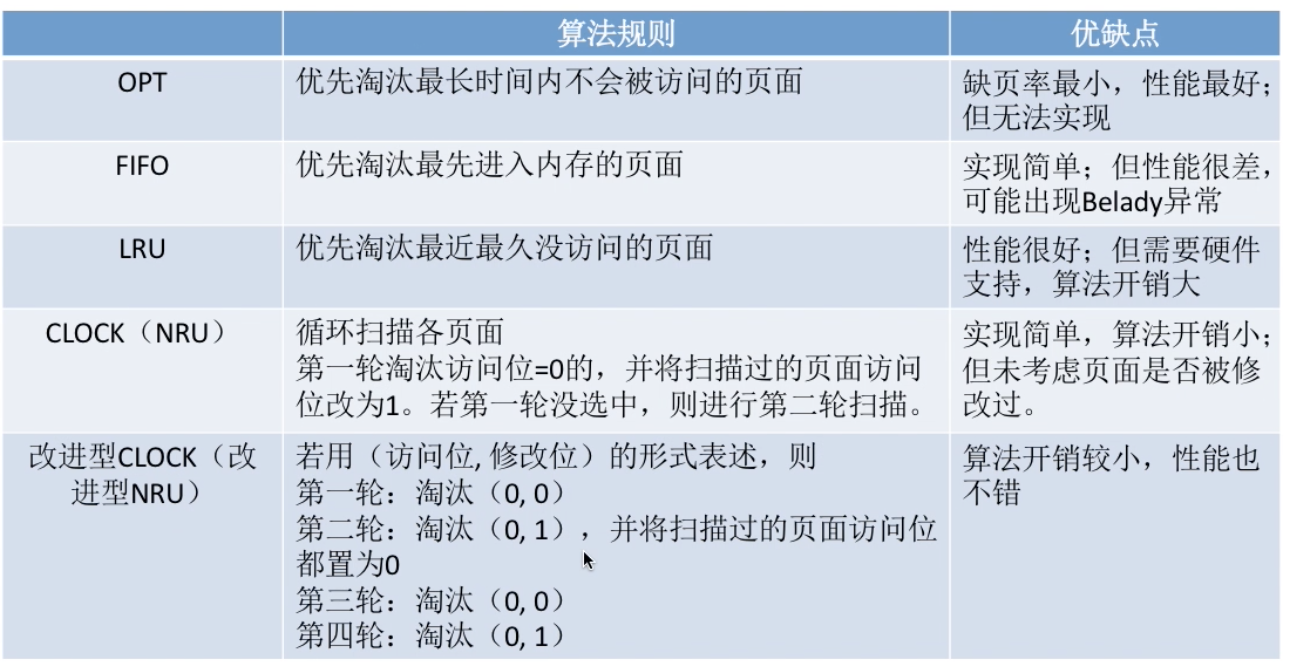 算法规则
优缺点
OPT
优先淘汰最长时间内不会被访问的页面
缺页率最小，性能最好；
但无法实现
FIFO
优先淘汰最先进入内存的页面
实现简单；但性能很差，
可能出现Belady异常
LRU
优先淘汰最近最久没访问的页面
性能很好；但需要硬件
支持，算法开销大
CLOCK（NRU）
循环扫描各页面
第一轮淘汰访问位=0的，并将扫描过的页面访问
位改为1。若第一轮没选中，则进行第二轮扫描。
实现简单，算法开销小；
但未考虑页面是否被修
改过。
改进型CLOCK（改
进型NRU）
若用（访问位, 修改位）的形式表述，则
第一轮：淘汰（0, 0）
第二轮：淘汰（0, 1），并将扫描过的页面访问位
都置为0
第三轮：淘汰（0, 0）
第四轮：淘汰（0, 1）
算法开销较小，性能也
不错